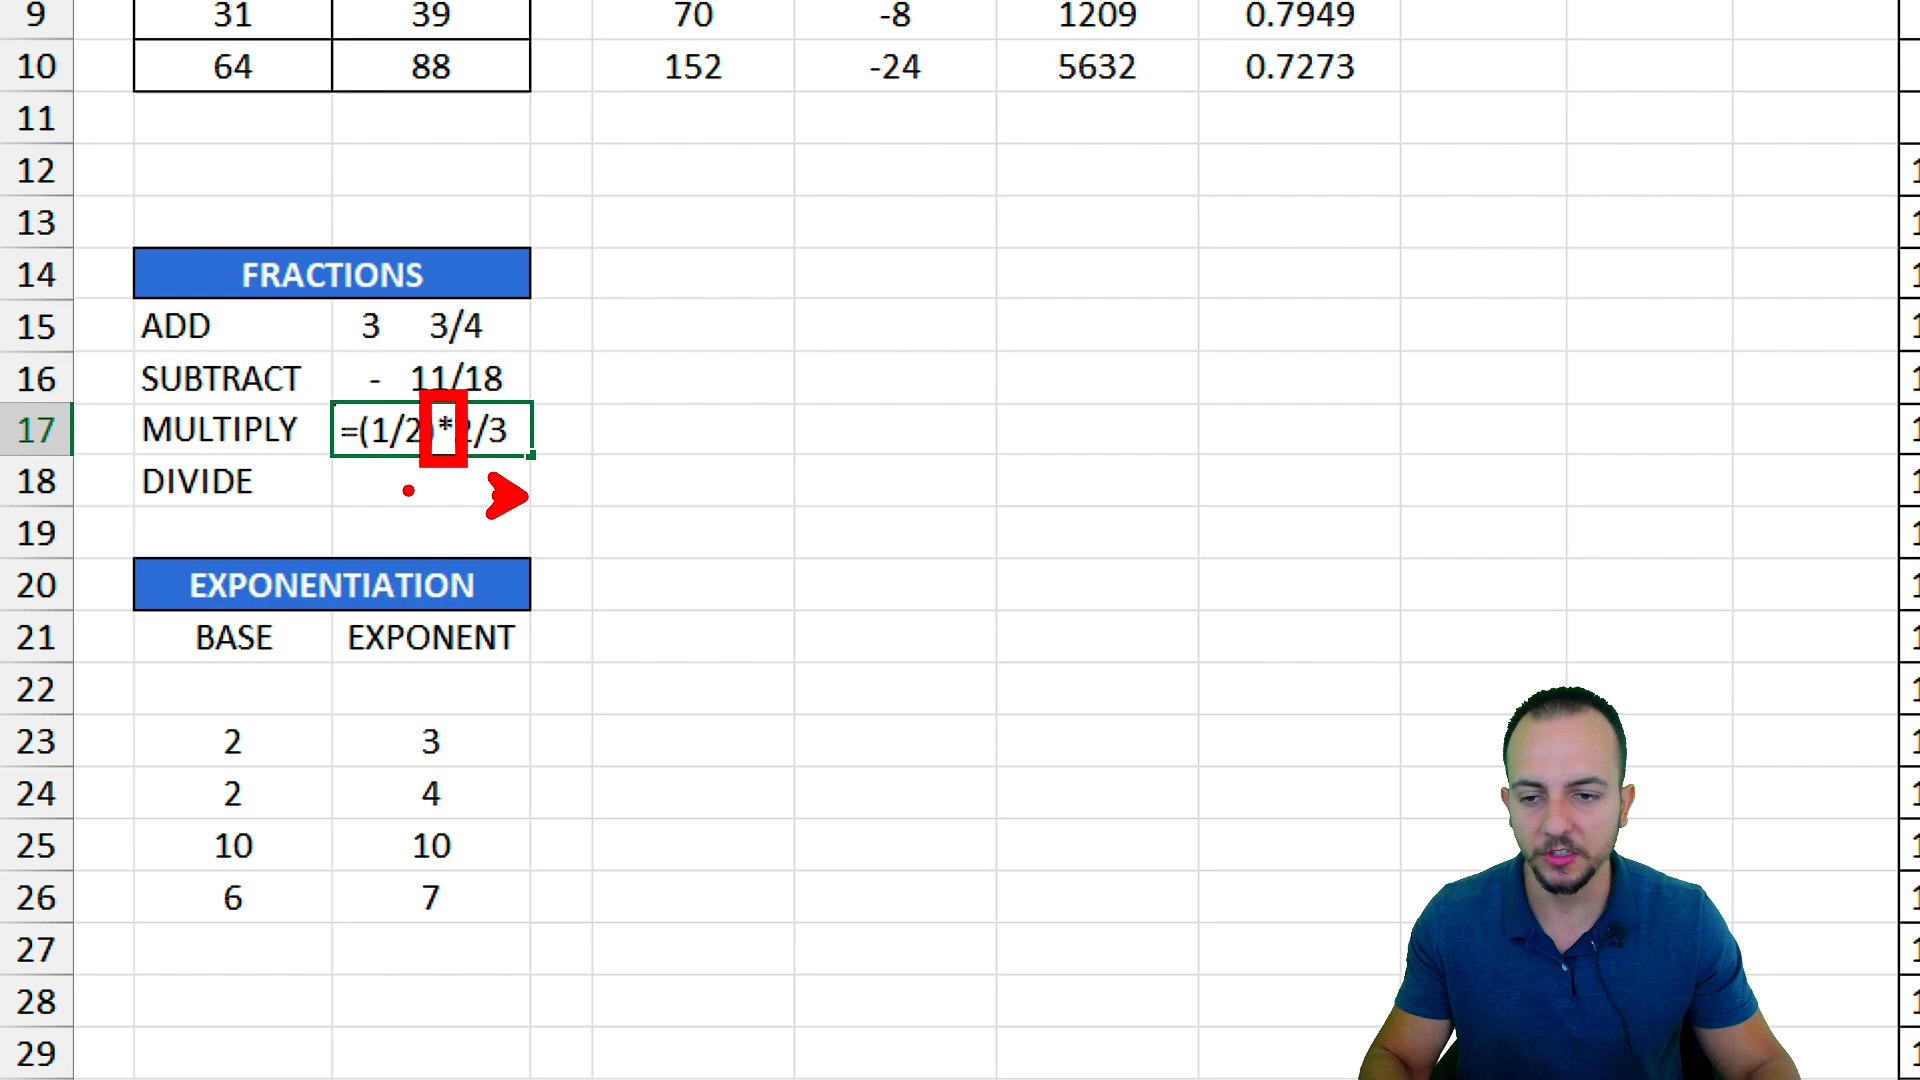 9 31 39 70 -8 1209 0.7949
10 64 88 152 -24 5632 0.7273
11
12
13
14 FRACTIONS
15 ADD 3 3/4
16 SUBTRACT - 11/18
17 MULTIPLY =(1/2)*2/3
18 DIVIDE
19
20 EXPONENTIATION
21 BASE EXPONENT
22
23 2 3
24 2 4
25 10 10
26 6 7
27
28
29